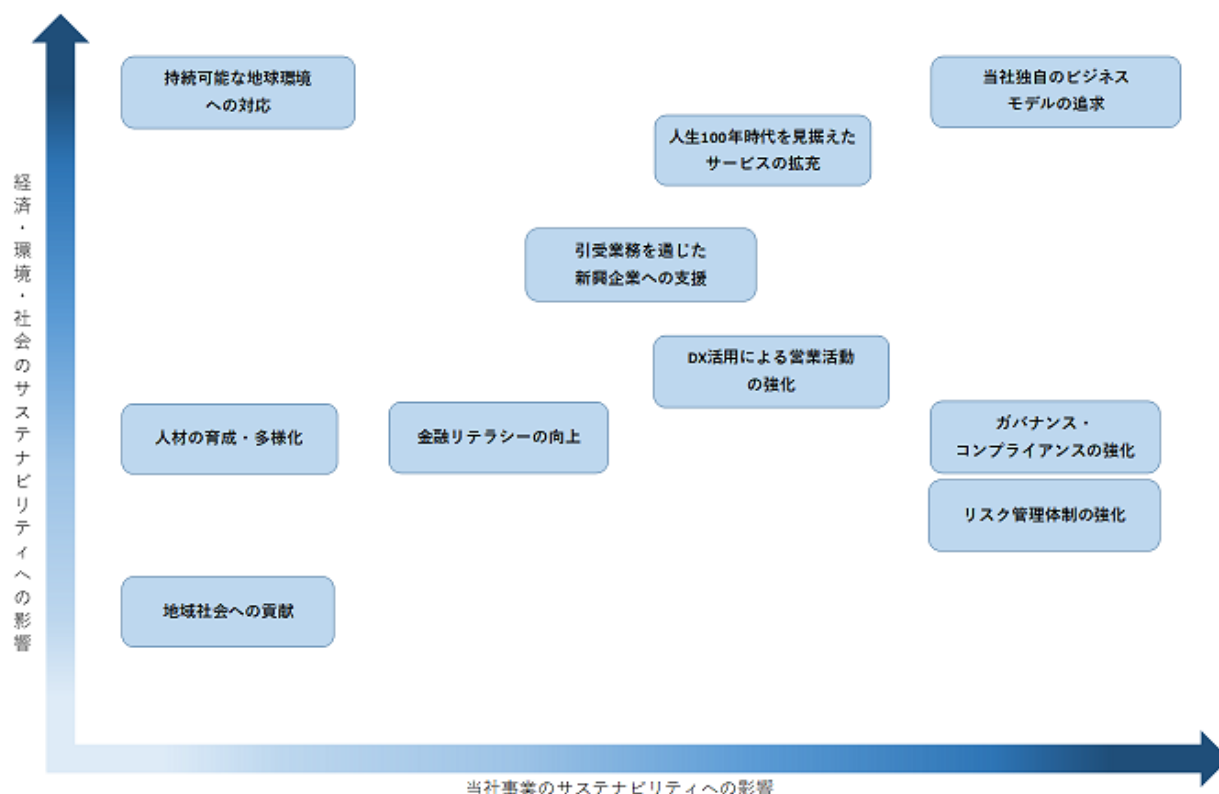 持続可能な地球環境
への対応
当社独自のビジネス
モデルの追求
人生100年時代を見据えた
サービスの拡充
引受業務を通じた
新興企業への支援
DX活用による営業活動
の強化
人材の育成・多様化
金融リテラシーの向上
ガバナンス・
コンプライアンスの強化
リスク管理体制の強化
地域社会への貢献
経済・環境・社会のサステナビリティへの影響
当社事業のサステナビリティへの影響